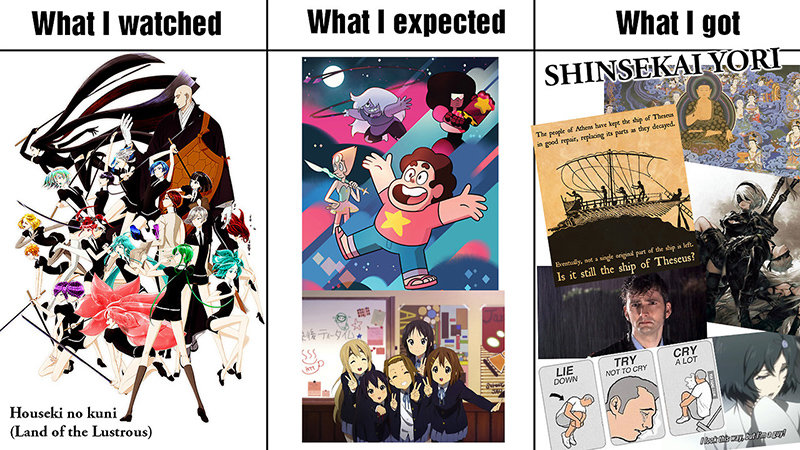 What I watched
What I expected
What I got
Houseki no kuni
(Land of the Lustrous)
SHINSEKAI YORI
The people of Athens have kept the ship of Theseus
in good repair, replacing its parts as they decayed.
Eventually, not a single original part of the ship is left.
Is it still the ship of Theseus?
LIE
DOWN
TRY
NOT TO CRY
CRY
A LOT
I look this way, but I'm a guy!